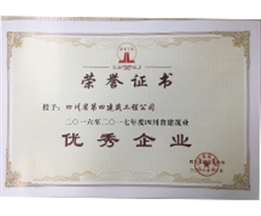 荣誉证书
授予：四川省第四建筑工程公司
二〇一六至二〇一七年度四川省建筑业
优秀企业